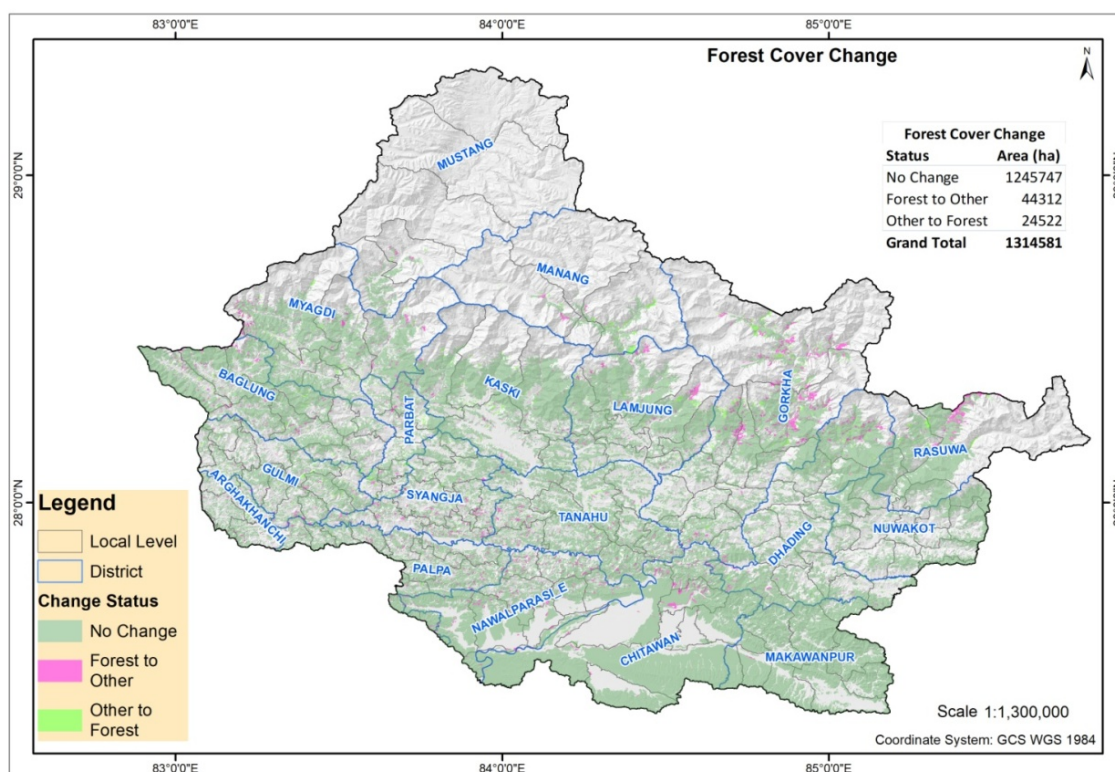 83°0'0"E 84°0'0"E 85°0'0"E
Forest Cover Change
N
Forest Cover Change
Status Area (ha)
No Change 1245747
Forest to Other 44312
Other to Forest 24522
Grand Total 1314581
29°0'0"N
28°0'0"N
MUSTANG
MANANG
MYAGDI
BAGLUNG
PARBAT
KASKI
LAMJUNG
GORKHA
RASUWA
GULMI
ARGHAKHANCHI
SYANGJA
TANAHU
DHADING
NUWAKOT
PALPA
NAWALPARASI_E
CHITAWAN
MAKAWANPUR
Legend
Local Level
District
Change Status
No Change
Forest to
Other
Other to
Forest
Scale 1:1,300,000
Coordinate System: GCS WGS 1984
83°0'0"E 84°0'0"E 85°0'0"E